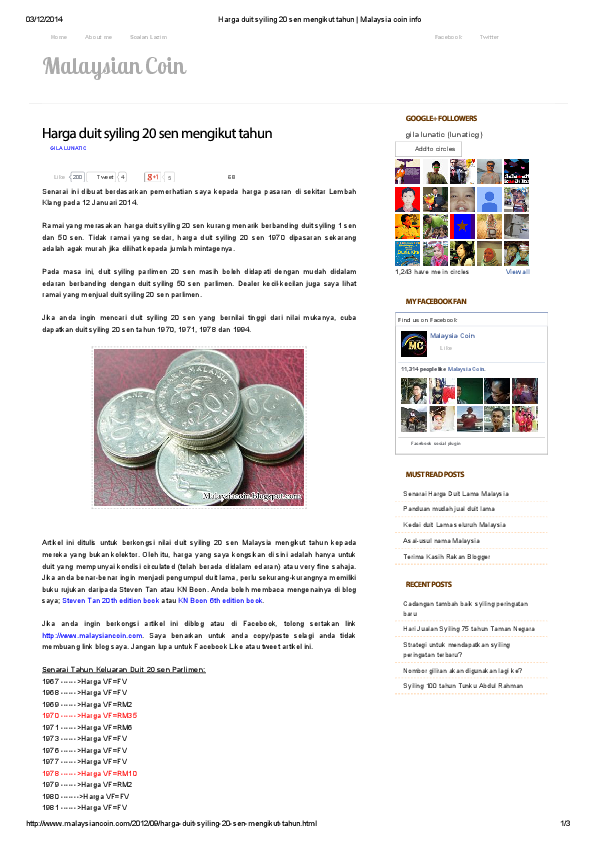 03/12/2014
Harga duit syiling 20 sen mengikut tahun | Malaysia coin info
Home About me Soalan Lazim
Facebook Twitter
Malaysian Coin
Harga duit syiling 20 sen mengikut tahun
GILA LUNATIC
Like 200 Tweet 4 +1 5 68
Senarai ini dibuat berdasarkan pemerhatian saya kepada harga pasaran di sekitar Lembah
Klang pada 12 Januari 2014.
Ramai yang merasakan harga duit syiling 20 sen kurang menarik berbanding duit syiling 1 sen
dan 50 sen. Tidak ramai yang sedar, harga duit syiling 20 sen 1970 dipasaran sekarang
adalah agak murah jika dilihat kepada jumlah mintagenya.
Pada masa ini, duit syiling parlimen 20 sen masih boleh didapati dengan mudah didalam
edaran berbanding dengan duit syiling 50 sen parlimen. Dealer kecil-kecilan juga saya lihat
ramai yang menjual duit syiling 20 sen parlimen.
Jika anda ingin mencari duit syiling 20 sen yang bernilai tinggi dari nilai mukanya, cuba
dapatkan duit syiling 20 sen tahun 1970, 1971, 1978 dan 1994.
Malaysiacoin.blogspot.com
Artikel ini ditulis untuk berkongsi nilai duit syiling 20 sen Malaysia mengikut tahun kepada
mereka yang bukan kolektor. Oleh itu, harga yang saya kongsikan di sini adalah hanya untuk
duit yang mempunyai kondisi circulated (telah berada didalam edaran) atau very fine sahaja.
Jika anda benar-benar ingin menjadi pengumpul duit lama, perlu sekurang-kurangnya memiliki
buku rujukan daripada Steven Tan atau KN Boon. Anda boleh membaca mengenainya di blog
saya; Steven Tan 20th edition book atau KN Boon 6th edition book.
Jika anda ingin berkongsi artikel ini diblog atau di Facebook, tolong sertakan link
http://www.malaysiancoin.com. Saya benarkan untuk anda copy/paste selagi anda tidak
membuang link blog saya. Jangan lupa untuk Facebook Like atau tweet artikel ini.
Senarai Tahun Keluaran Duit 20 sen Parlimen:
1967 ------>Harga VF=FV
1968 ------>Harga VF=FV
1969 ------>Harga VF=RM2
1970 ------>Harga VF=RM35
1971 ------>Harga VF=RM6
1973 ------>Harga VF=FV
1976 ------>Harga VF=FV
1977 ------>Harga VF=FV
1978 ------>Harga VF=RM10
1979 ------>Harga VF=RM2
1980 ------->Harga VF=FV
1981 ------>Harga VF=FV
GOOGLE+ FOLLOWERS
gila lunatic (lunaticg)
Add to circles
1,243 have me in circles View all
MY FACEBOOK FAN
Find us on Facebook
Malaysia Coin
Like
11,314 people like Malaysia Coin.
Facebook social plugin
MUST READ POSTS
Senarai Harga Duit Lama Malaysia
Panduan mudah jual duit lama
Kedai duit Lama seluruh Malaysia
Asal-usul nama Malaysia
Terima Kasih Rakan Blogger
RECENT POSTS
Cadangan tambah baik syiling peringatan
baru
Hari Jualan Syiling 75 tahun Taman Negara
Strategi untuk mendapatkan syiling
peringatan terbaru?
Nombor giliran akan digunakan lagi ke?
Syiling 100 tahun Tunku Abdul Rahman
http://www.malaysiancoin.com/2012/09/harga-duit-syiling-20-sen-mengikut-tahun.html
1/3